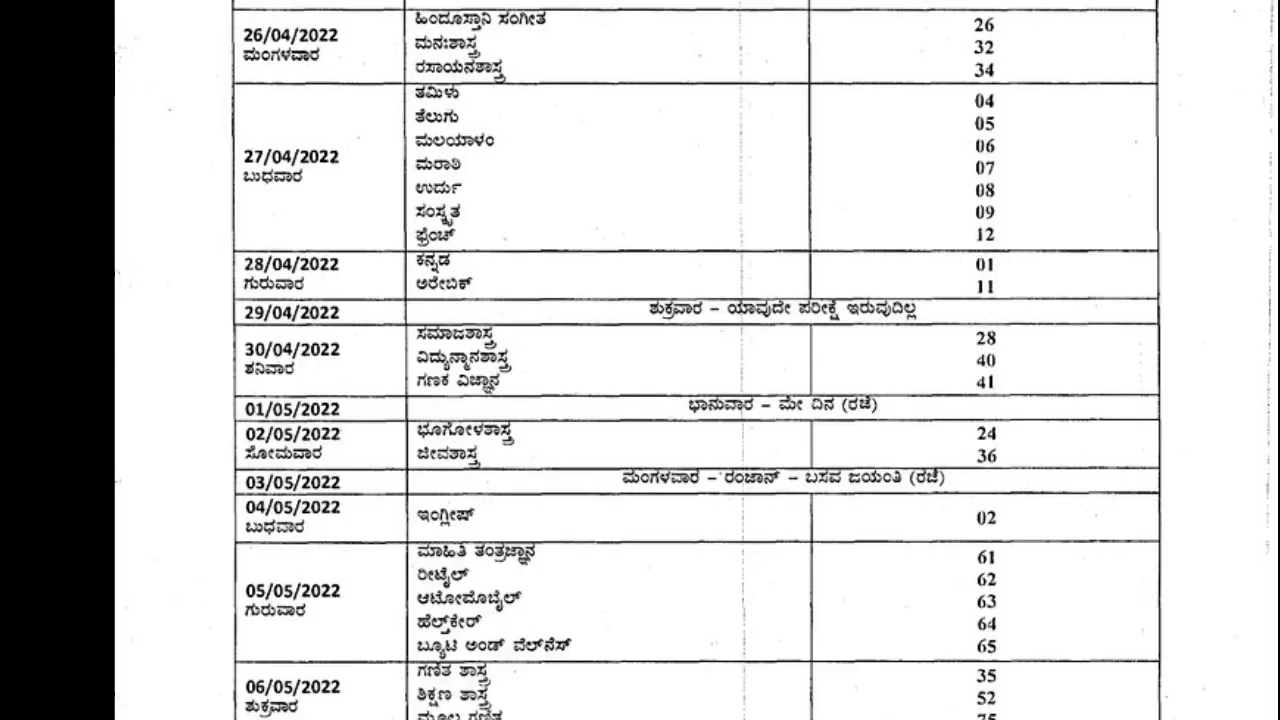 26/04/2022
ಮಂಗಳವಾರ
ಹಿಂದೂಸ್ತಾನಿ ಸಂಗೀತ 26
ಮನಃಶಾಸ್ತ್ರ 32
ರಸಾಯನಶಾಸ್ತ್ರ 34
27/04/2022
ಬುಧವಾರ
ತಮಿಳು 04
ತೆಲುಗು 05
ಮಲಯಾಳಂ 06
ಮರಾಠಿ 07
ಉರ್ದು 08
ಸಂಸ್ಕೃತ 09
ಫ್ರೆಂಚ್ 12
28/04/2022
ಗುರುವಾರ
ಕನ್ನಡ 01
ಅರೇಬಿಕ್ 11
29/04/2022 ಶುಕ್ರವಾರ – ಯಾವುದೇ ಪರೀಕ್ಷೆ ಇರುವುದಿಲ್ಲ
30/04/2022
ಶನಿವಾರ
ಸಮಾಜಶಾಸ್ತ್ರ 28
ವಿದ್ಯುನ್ಮಾನಶಾಸ್ತ್ರ 40
ಗಣಕ ವಿಜ್ಞಾನ 41
01/05/2022 ಭಾನುವಾರ – ಮೇ ದಿನ (ರಜೆ)
02/05/2022
ಸೋಮವಾರ
ಭೂಗೋಳಶಾಸ್ತ್ರ 24
ಜೀವಶಾಸ್ತ್ರ 36
03/05/2022 ಮಂಗಳವಾರ – ರಂಜಾನ್ – ಬಸವ ಜಯಂತಿ (ರಜೆ)
04/05/2022
ಬುಧವಾರ
ಇಂಗ್ಲೀಷ್ 02
05/05/2022
ಗುರುವಾರ
ಮಾಹಿತಿ ತಂತ್ರಜ್ಞಾನ 61
ರೀಟೈಲ್ 62
ಆಟೋಮೊಬೈಲ್ 63
ಹೆಲ್ತ್‌ಕೇರ್ 64
ಬ್ಯೂಟಿ ಅಂಡ್ ವೆಲ್‌ನೆಸ್ 65
06/05/2022
ಶುಕ್ರವಾರ
ಗಣಿತ ಶಾಸ್ತ್ರ 35
ಶಿಕ್ಷಣ ಶಾಸ್ತ್ರ 52
ಮೂಲ ಗಣಿತ 75